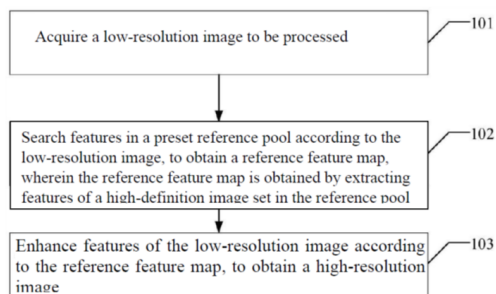 Acquire a low-resolution image to be processed
101
Search features in a preset reference pool according to the
low-resolution image, to obtain a reference feature map,
wherein the reference feature map is obtained by extracting
features of a high-definition image set in the reference pool
102
Enhance features of the low-resolution image according
to the reference feature map, to obtain a high-resolution
image
103